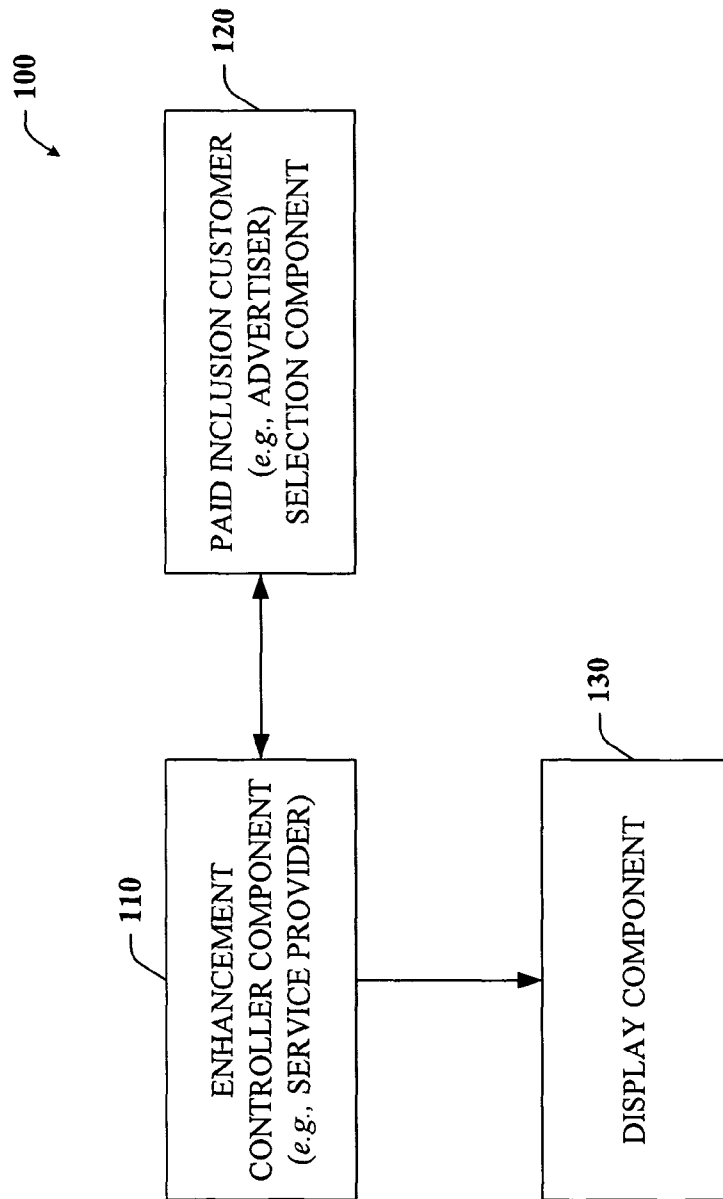 100
110
ENHANCEMENT
CONTROLLER COMPONENT
(e.g., SERVICE PROVIDER)
120
PAID INCLUSION CUSTOMER
(e.g., ADVERTISER)
SELECTION COMPONENT
130
DISPLAY COMPONENT